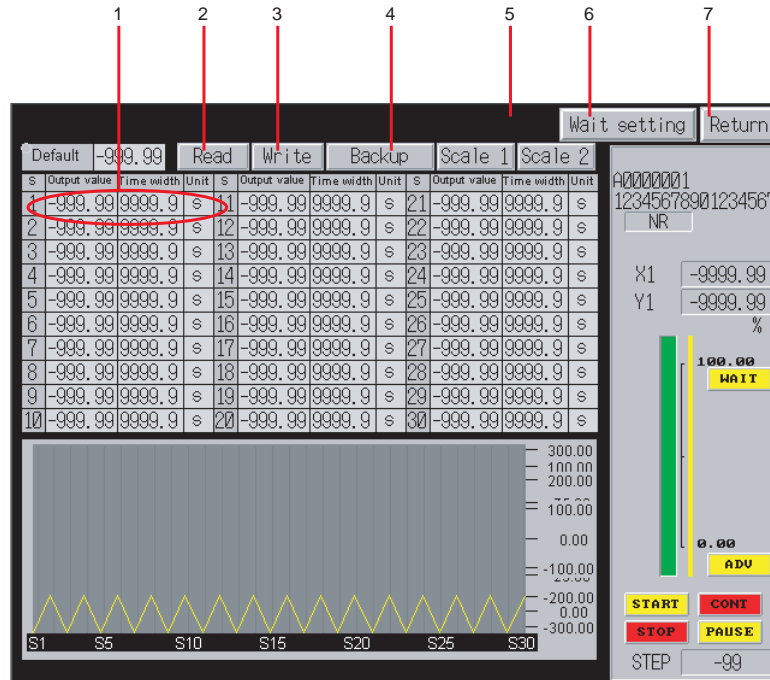 1 2 3 4 5 6 7
Wait setting Return
Default -999.99 Read Write Backup Scale 1 Scale 2
S Output value Time width Unit S Output value Time width Unit S Output value Time width Unit
1 -999.99 9999.9 s 11 -999.99 9999.9 s 21 -999.99 9999.9 s
2 -999.99 9999.9 s 12 -999.99 9999.9 s 22 -999.99 9999.9 s
3 -999.99 9999.9 s 13 -999.99 9999.9 s 23 -999.99 9999.9 s
4 -999.99 9999.9 s 14 -999.99 9999.9 s 24 -999.99 9999.9 s
5 -999.99 9999.9 s 15 -999.99 9999.9 s 25 -999.99 9999.9 s
6 -999.99 9999.9 s 16 -999.99 9999.9 s 26 -999.99 9999.9 s
7 -999.99 9999.9 s 17 -999.99 9999.9 s 27 -999.99 9999.9 s
8 -999.99 9999.9 s 18 -999.99 9999.9 s 28 -999.99 9999.9 s
9 -999.99 9999.9 s 19 -999.99 9999.9 s 29 -999.99 9999.9 s
10 -999.99 9999.9 s 20 -999.99 9999.9 s 30 -999.99 9999.9 s
300.00
100.00
200.00
100.00
0.00
-100.00
-200.00
0.00
-300.00
S1 S5 S10 S15 S20 S25 S30
A0000001
12345678901234567
NR
X1 -9999.99
Y1 -9999.99
%
100.00
WAIT
0.00
ADV
START CONT
STOP PAUSE
STEP -99